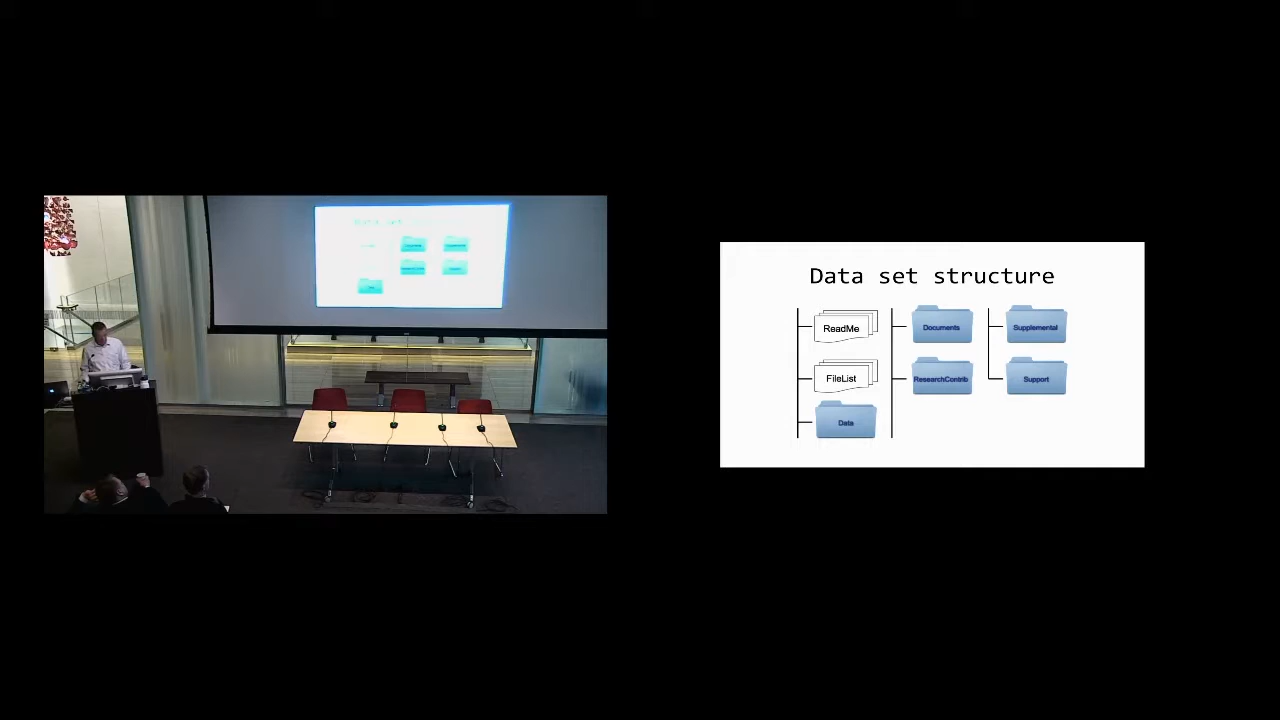 Data set structure
ReadMe
Documents
Supplemental
FileList
ResearchContrib
Support
Data